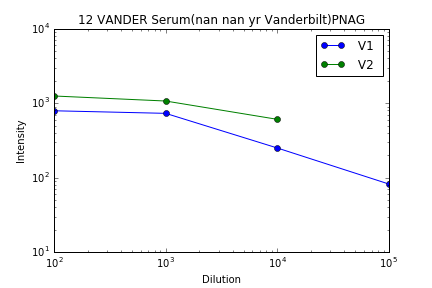 12 VANDER Serum(nan nan yr Vanderbilt)PNAG
V1
V2
Intensity
10^4
10^3
10^2
10^1
10^2 10^3 10^4 10^5
Dilution